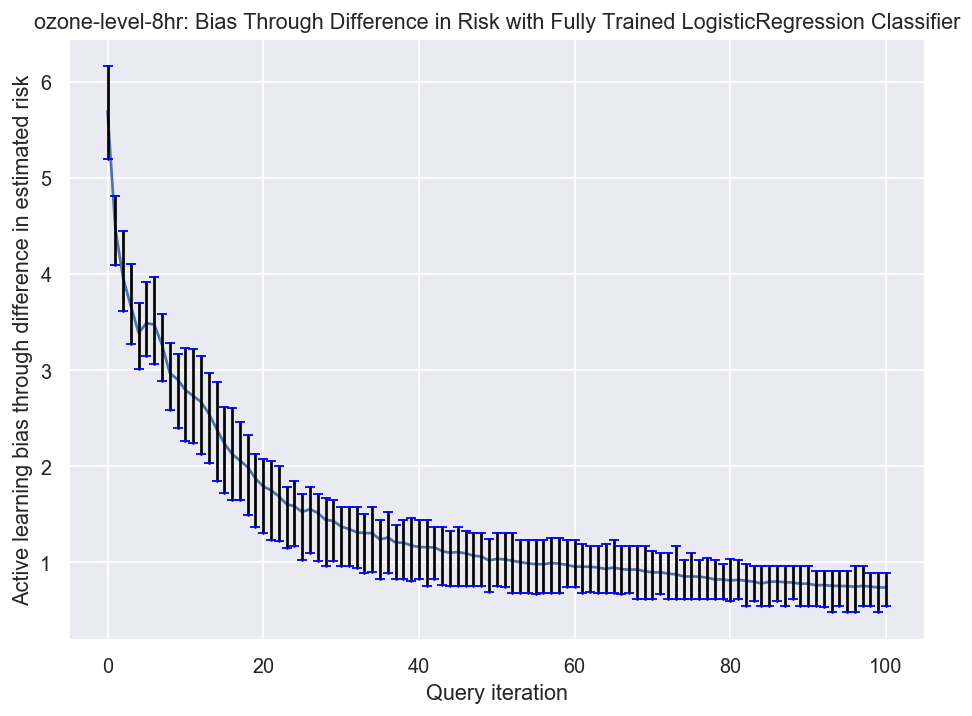 ozone-level-8hr: Bias Through Difference in Risk with Fully Trained LogisticRegression Classifier
Active learning bias through difference in estimated risk
6
5
4
3
2
1
0 20 40 60 80 100
Query iteration